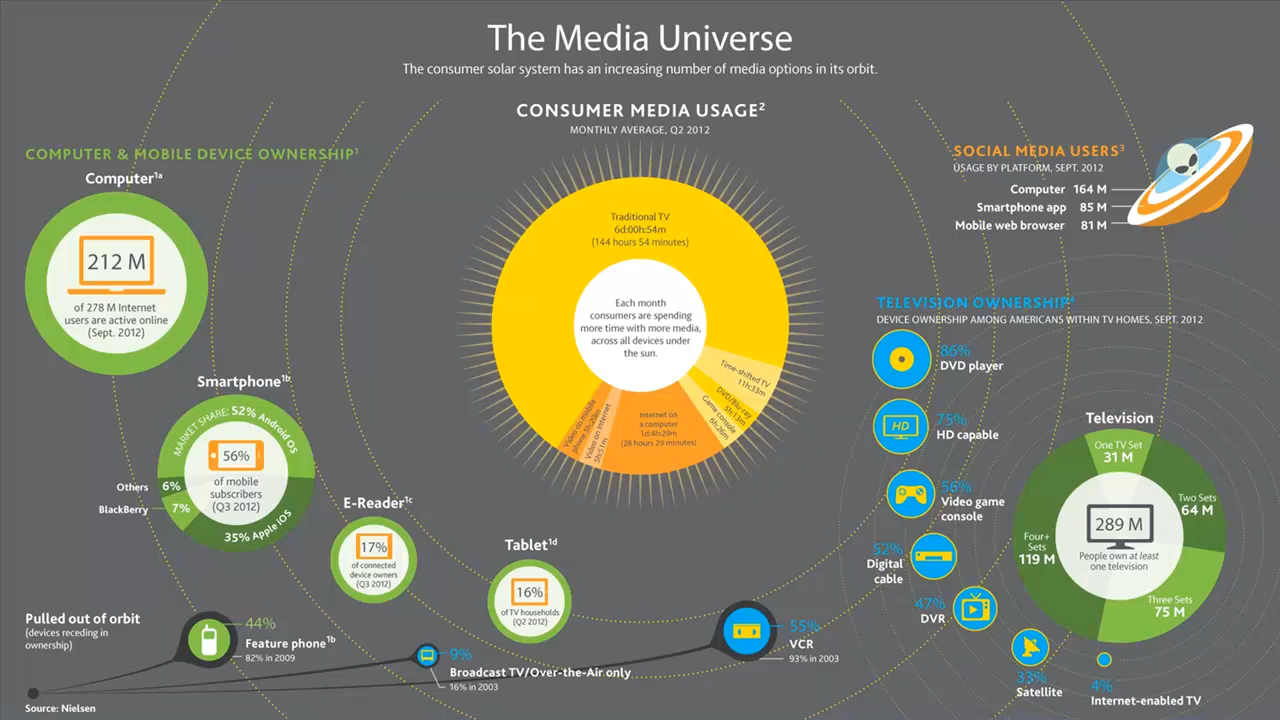 The Media Universe
The consumer solar system has an increasing number of media options in its orbit.
CONSUMER MEDIA USAGE²
MONTHLY AVERAGE, Q2 2012
COMPUTER & MOBILE DEVICE OWNERSHIP¹
Computer¹ᵃ
212 M
of 278 M Internet
users are active online
(Sept. 2012)
Smartphone¹ᵇ
MARKET SHARE: 52% Android OS
56%
of mobile
subscribers
(Q3 2012)
Others 6%
BlackBerry 7%
35% Apple iOS
E-Reader¹ᶜ
17%
of connected
device owners
(Q3 2012)
Tablet¹ᵈ
16%
of TV households
(Q2 2012)
Traditional TV
6d:00h:54m
(144 hours 54 minutes)
Each month
consumers are spending
more time with more media,
across all devices under
the sun.
Time-shifted TV
11h:33m
DVD/Blu-ray
5h:13m
Game console
6h:26m
Internet on
a computer
1d:4h:29m
(28 hours 29 minutes)
Video on Internet
5h:51m
Video on mobile
phone 5h:20m
SOCIAL MEDIA USERS³
USAGE BY PLATFORM, SEPT. 2012
Computer 164 M
Smartphone app 85 M
Mobile web browser 81 M
TELEVISION OWNERSHIP⁴
DEVICE OWNERSHIP AMONG AMERICANS WITHIN TV HOMES, SEPT. 2012
86%
DVD player
75%
HD capable
56%
Video game
console
52%
Digital
cable
47%
DVR
33%
Satellite
4%
Internet-enabled TV
Television
One TV Set
31 M
Two Sets
64 M
Three Sets
75 M
Four+
Sets
119 M
289 M
People own at least
one television
Pulled out of orbit
(devices receding in
ownership)
44%
Feature phone¹ᵇ
82% in 2009
9%
Broadcast TV/Over-the-Air only
16% in 2003
55%
VCR
93% in 2003
Source: Nielsen